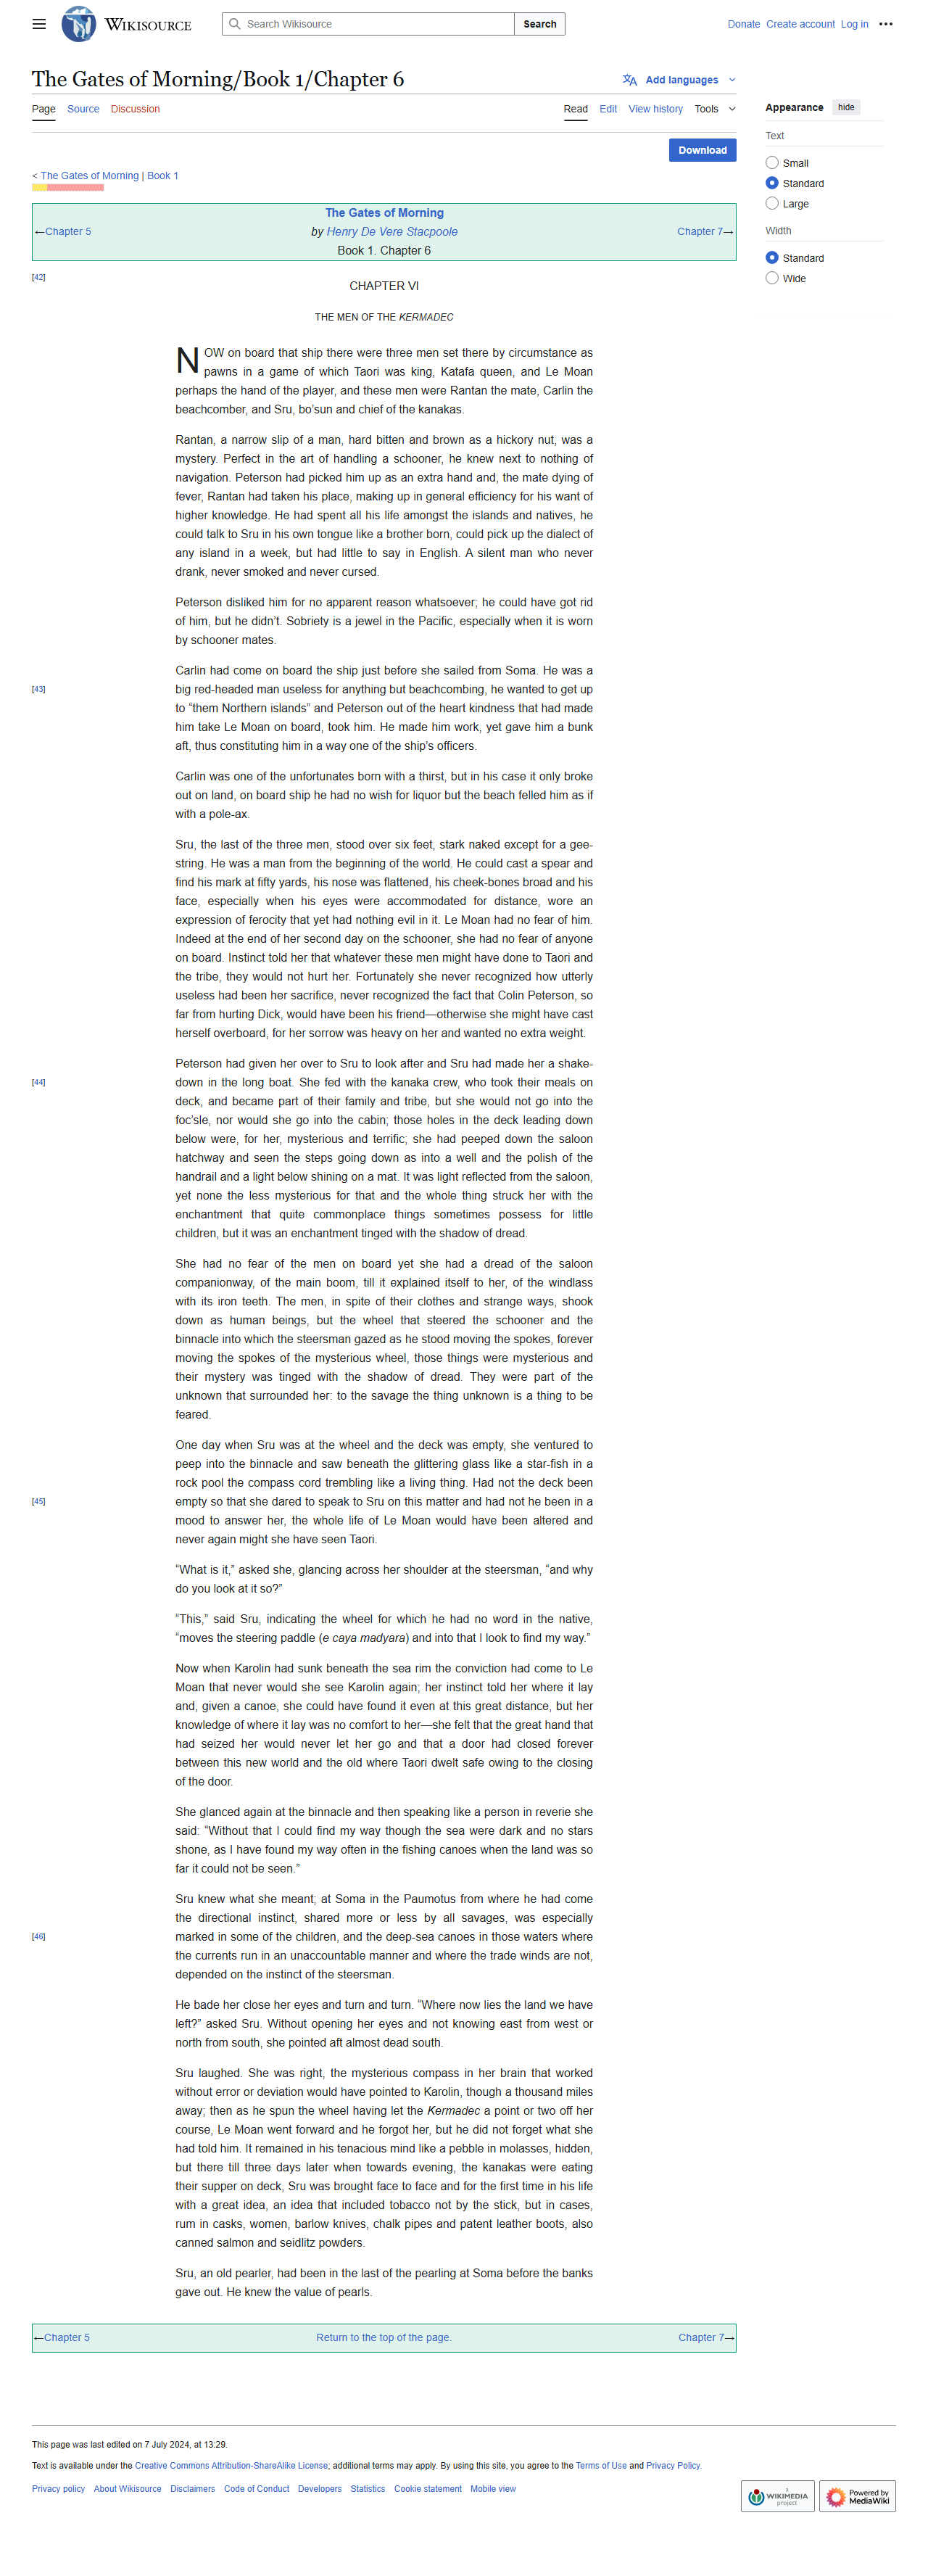 WIKISOURCE
Search Wikisource
Search
Donate Create account Log in
The Gates of Morning/Book 1/Chapter 6
Add languages
Page Source Discussion
Read Edit View history Tools
Appearance hide
Text
Small
Standard
Large
Width
Standard
Wide
Download
< The Gates of Morning | Book 1
The Gates of Morning
←Chapter 5 by Henry De Vere Stacpoole Chapter 7→
Book 1. Chapter 6
[42]
CHAPTER VI
THE MEN OF THE KERMADEC
NOW on board that ship there were three men set there by circumstance as
pawns in a game of which Taori was king, Katafa queen, and Le Moan
perhaps the hand of the player, and these men were Rantan the mate, Carlin the
beachcomber, and Sru, bo’sun and chief of the kanakas.
Rantan, a narrow slip of a man, hard bitten and brown as a hickory nut, was a
mystery. Perfect in the art of handling a schooner, he knew next to nothing of
navigation. Peterson had picked him up as an extra hand and, the mate dying of
fever, Rantan had taken his place, making up in general efficiency for his want of
higher knowledge. He had spent all his life amongst the islands and natives, he
could talk to Sru in his own tongue like a brother born, could pick up the dialect of
any island in a week, but had little to say in English. A silent man who never
drank, never smoked and never cursed.
Peterson disliked him for no apparent reason whatsoever; he could have got rid
of him, but he didn’t. Sobriety is a jewel in the Pacific, especially when it is worn
by schooner mates.
Carlin had come on board the ship just before she sailed from Soma. He was a
[43]
big red-headed man useless for anything but beachcombing, he wanted to get up
to “them Northern islands” and Peterson out of the heart kindness that had made
him take Le Moan on board, took him. He made him work, yet gave him a bunk
aft, thus constituting him in a way one of the ship’s officers.
Carlin was one of the unfortunates born with a thirst, but in his case it only broke
out on land, on board ship he had no wish for liquor but the beach felled him as if
with a pole-ax.
Sru, the last of the three men, stood over six feet, stark naked except for a gee-
string. He was a man from the beginning of the world. He could cast a spear and
find his mark at fifty yards, his nose was flattened, his cheek-bones broad and his
face, especially when his eyes were accommodated for distance, wore an
expression of ferocity that yet had nothing evil in it. Le Moan had no fear of him.
Indeed at the end of her second day on the schooner, she had no fear of anyone
on board. Instinct told her that whatever these men might have done to Taori and
the tribe, they would not hurt her. Fortunately she never recognized how utterly
useless had been her sacrifice, never recognized the fact that Colin Peterson, so
far from hurting Dick, would have been his friend—otherwise she might have cast
herself overboard, for her sorrow was heavy on her and wanted no extra weight.
Peterson had given her over to Sru to look after and Sru had made her a shake-
[44]
down in the long boat. She fed with the kanaka crew, who took their meals on
deck, and became part of their family and tribe, but she would not go into the
foc’sle, nor would she go into the cabin; those holes in the deck leading down
below were, for her, mysterious and terrific; she had peeped down the saloon
hatchway and seen the steps going down as into a well and the polish of the
handrail and a light below shining on a mat. It was light reflected from the saloon,
yet none the less mysterious for that and the whole thing struck her with the
enchantment that quite commonplace things sometimes possess for little
children, but it was an enchantment tinged with the shadow of dread.
She had no fear of the men on board yet she had a dread of the saloon
companionway, of the main boom, till it explained itself to her, of the windlass
with its iron teeth. The men, in spite of their clothes and strange ways, shook
down as human beings, but the wheel that steered the schooner and the
binnacle into which the steersman gazed as he stood moving the spokes, forever
moving the spokes of the mysterious wheel, those things were mysterious and
their mystery was tinged with the shadow of dread. They were part of the
unknown that surrounded her: to the savage the thing unknown is a thing to be
feared.
One day when Sru was at the wheel and the deck was empty, she ventured to
peep into the binnacle and saw beneath the glittering glass like a star-fish in a
rock pool the compass cord trembling like a living thing. Had not the deck been
[45]
empty so that she dared to speak to Sru on this matter and had not he been in a
mood to answer her, the whole life of Le Moan would have been altered and
never again might she have seen Taori.
“What is it,” asked she, glancing across her shoulder at the steersman, “and why
do you look at it so?”
“This,” said Sru, indicating the wheel for which he had no word in the native,
“moves the steering paddle (e caya madyara) and into that I look to find my way.”
Now when Karolin had sunk beneath the sea rim the conviction had come to Le
Moan that never would she see Karolin again; her instinct told her where it lay
and, given a canoe, she could have found it even at this great distance, but her
knowledge of where it lay was no comfort to her—she felt that the great hand that
had seized her would never let her go and that a door had closed forever
between this new world and the old where Taori dwelt safe owing to the closing
of the door.
She glanced again at the binnacle and then speaking like a person in reverie she
said: “Without that I could find my way though the sea were dark and no stars
shone, as I have found my way often in the fishing canoes when the land was so
far it could not be seen.”
Sru knew what she meant; at Soma in the Paumotus from where he had come
the directional instinct, shared more or less by all savages, was especially
[46]
marked in some of the children, and the deep-sea canoes in those waters where
the currents run in an unaccountable manner and where the trade winds are not,
depended on the instinct of the steersman.
He bade her close her eyes and turn and turn. “Where now lies the land we have
left?” asked Sru. Without opening her eyes and not knowing east from west or
north from south, she pointed aft almost dead south.
Sru laughed. She was right, the mysterious compass in her brain that worked
without error or deviation would have pointed to Karolin, though a thousand miles
away; then as he spun the wheel having let the Kermadec a point or two off her
course, Le Moan went forward and he forgot her, but he did not forget what she
had told him. It remained in his tenacious mind like a pebble in molasses, hidden,
but there till three days later when towards evening, the kanakas were eating
their supper on deck, Sru was brought face to face and for the first time in his life
with a great idea, an idea that included tobacco not by the stick, but in cases,
rum in casks, women, barlow knives, chalk pipes and patent leather boots, also
canned salmon and seidlitz powders.
Sru, an old pearler, had been in the last of the pearling at Soma before the banks
gave out. He knew the value of pearls.
←Chapter 5 Return to the top of the page. Chapter 7→
This page was last edited on 7 July 2024, at 13:29.
Text is available under the Creative Commons Attribution-ShareAlike License; additional terms may apply. By using this site, you agree to the Terms of Use and Privacy Policy.
Privacy policy About Wikisource Disclaimers Code of Conduct Developers Statistics Cookie statement Mobile view
A WIKIMEDIA project
Powered by MediaWiki